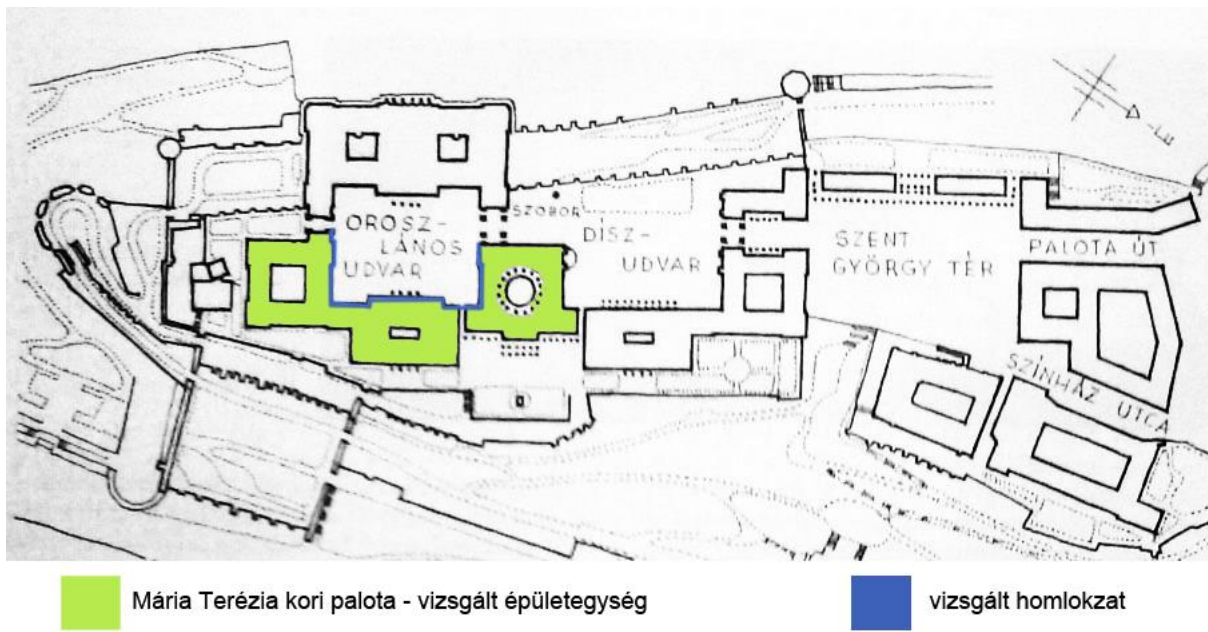 OROSZ-
LÁNOS
UDVAR
SZOBOR
DÍSZ-
UDVAR
SZENT
GYÖRGY TÉR
PALOTA ÚT
SZÍNHÁZ UTCA
Mária Terézia kori palota - vizsgált épületegység
vizsgált homlokzat